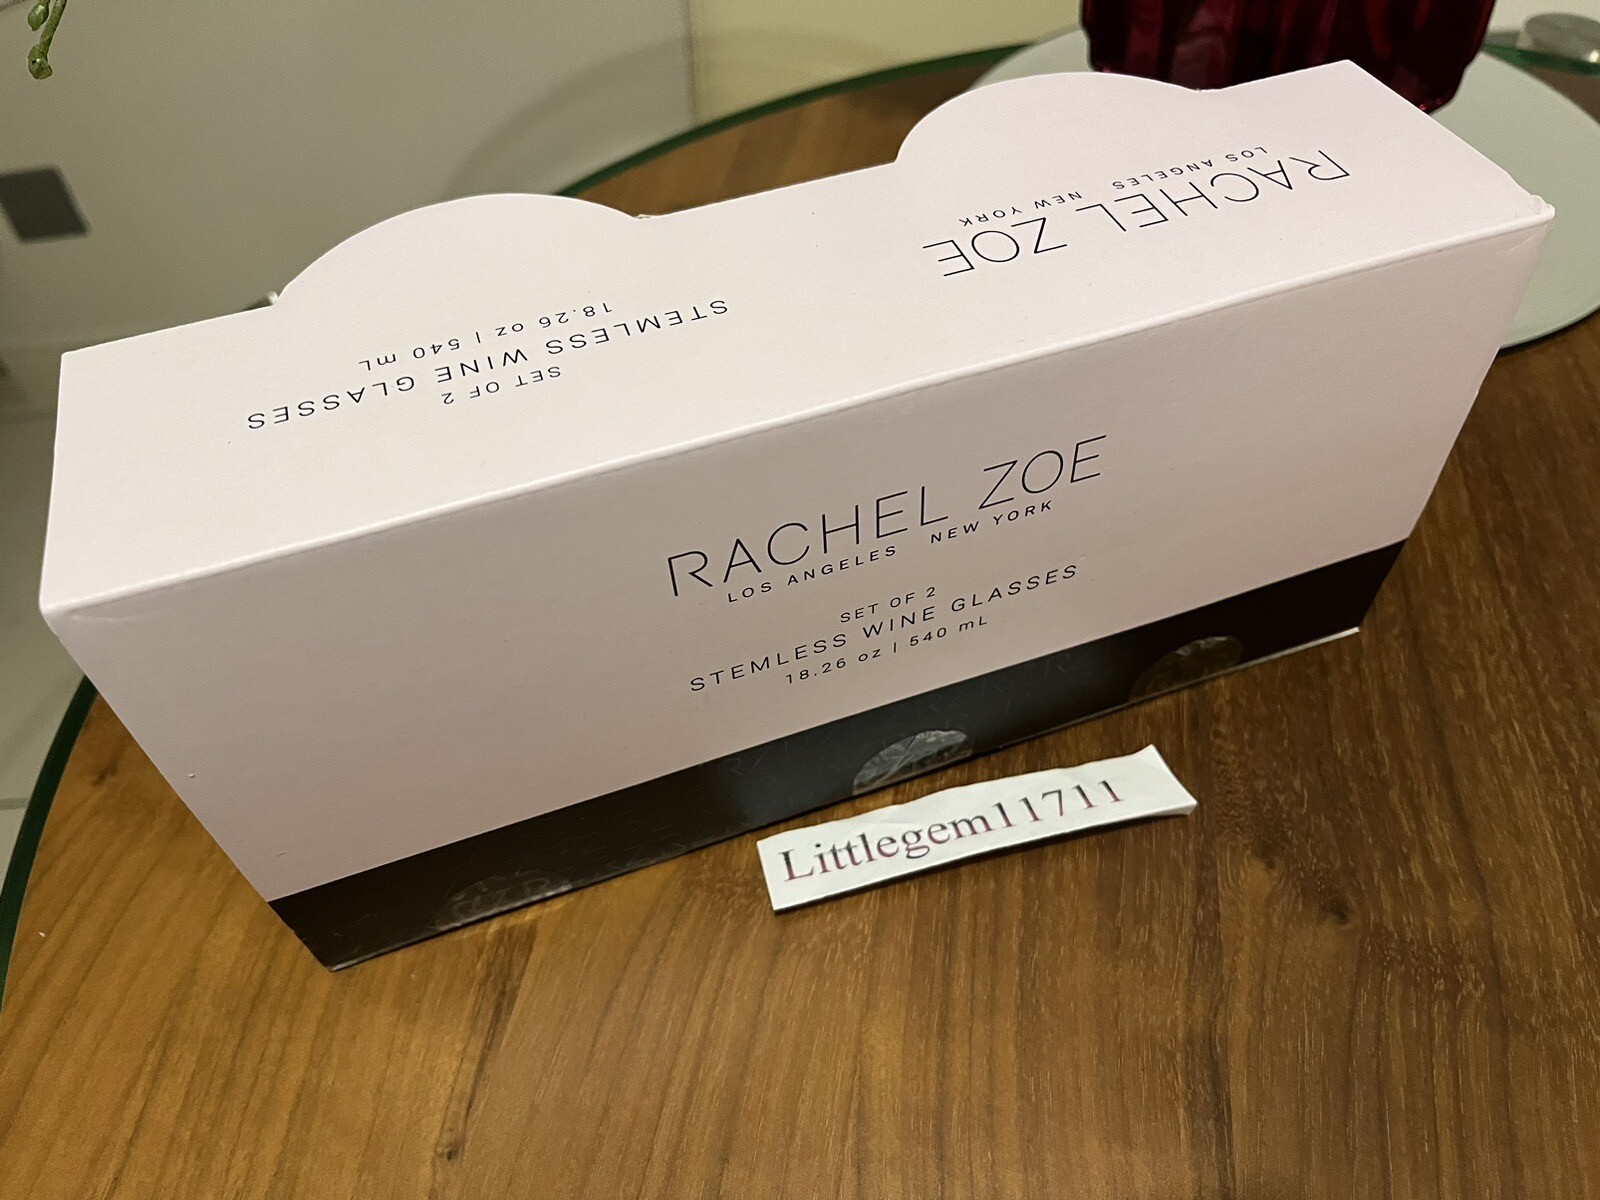 RACHEL ZOE
LOS ANGELES NEW YORK
SET OF 2
STEMLESS WINE GLASSES
18.26 oz | 540 mL
RACHEL ZOE
LOS ANGELES NEW YORK
SET OF 2
STEMLESS WINE GLASSES
18.26 oz | 540 mL
Littlegem11711